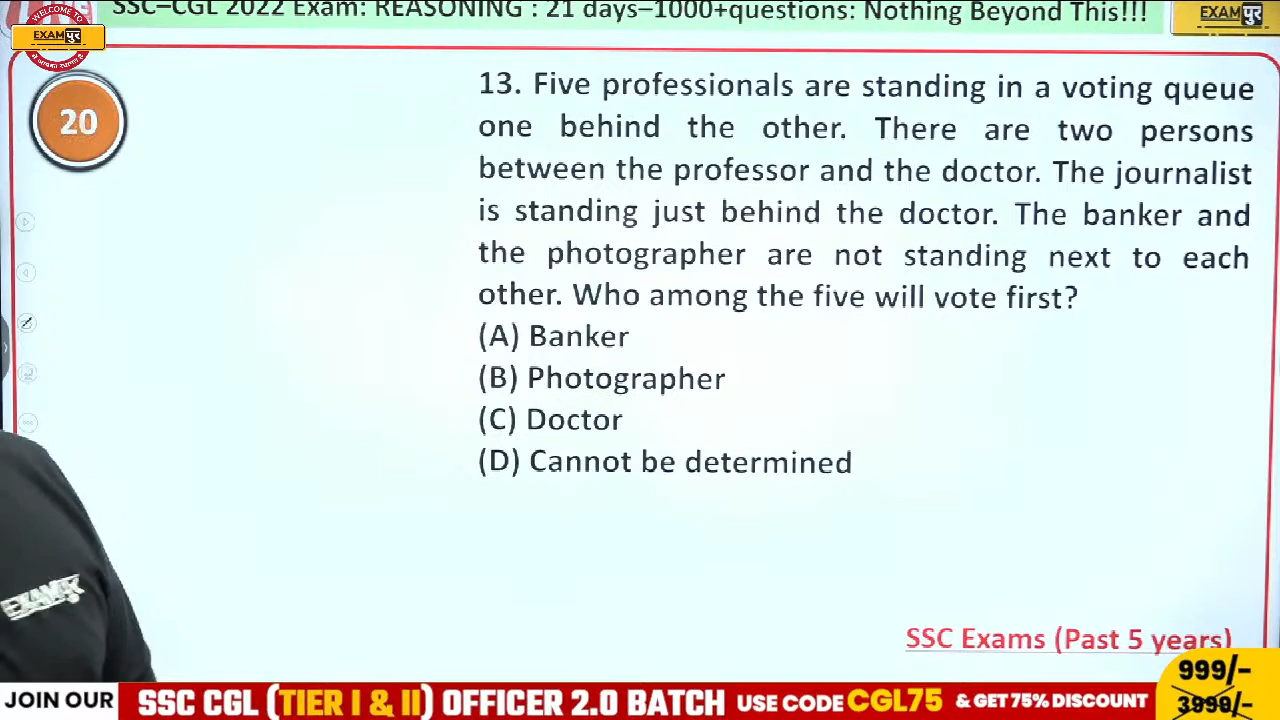 SSC–CGL 2022 Exam: REASONING : 21 days–1000+questions: Nothing Beyond This!!!
WELCOME TO
EXAMपुर
EXAMपुर
20
13. Five professionals are standing in a voting queue
one behind the other. There are two persons
between the professor and the doctor. The journalist
is standing just behind the doctor. The banker and
the photographer are not standing next to each
other. Who among the five will vote first?
(A) Banker
(B) Photographer
(C) Doctor
(D) Cannot be determined
SSC Exams (Past 5 years)
JOIN OUR SSC CGL (TIER I & II) OFFICER 2.0 BATCH USE CODE CGL75 & GET 75% DISCOUNT
999/-
3999/-